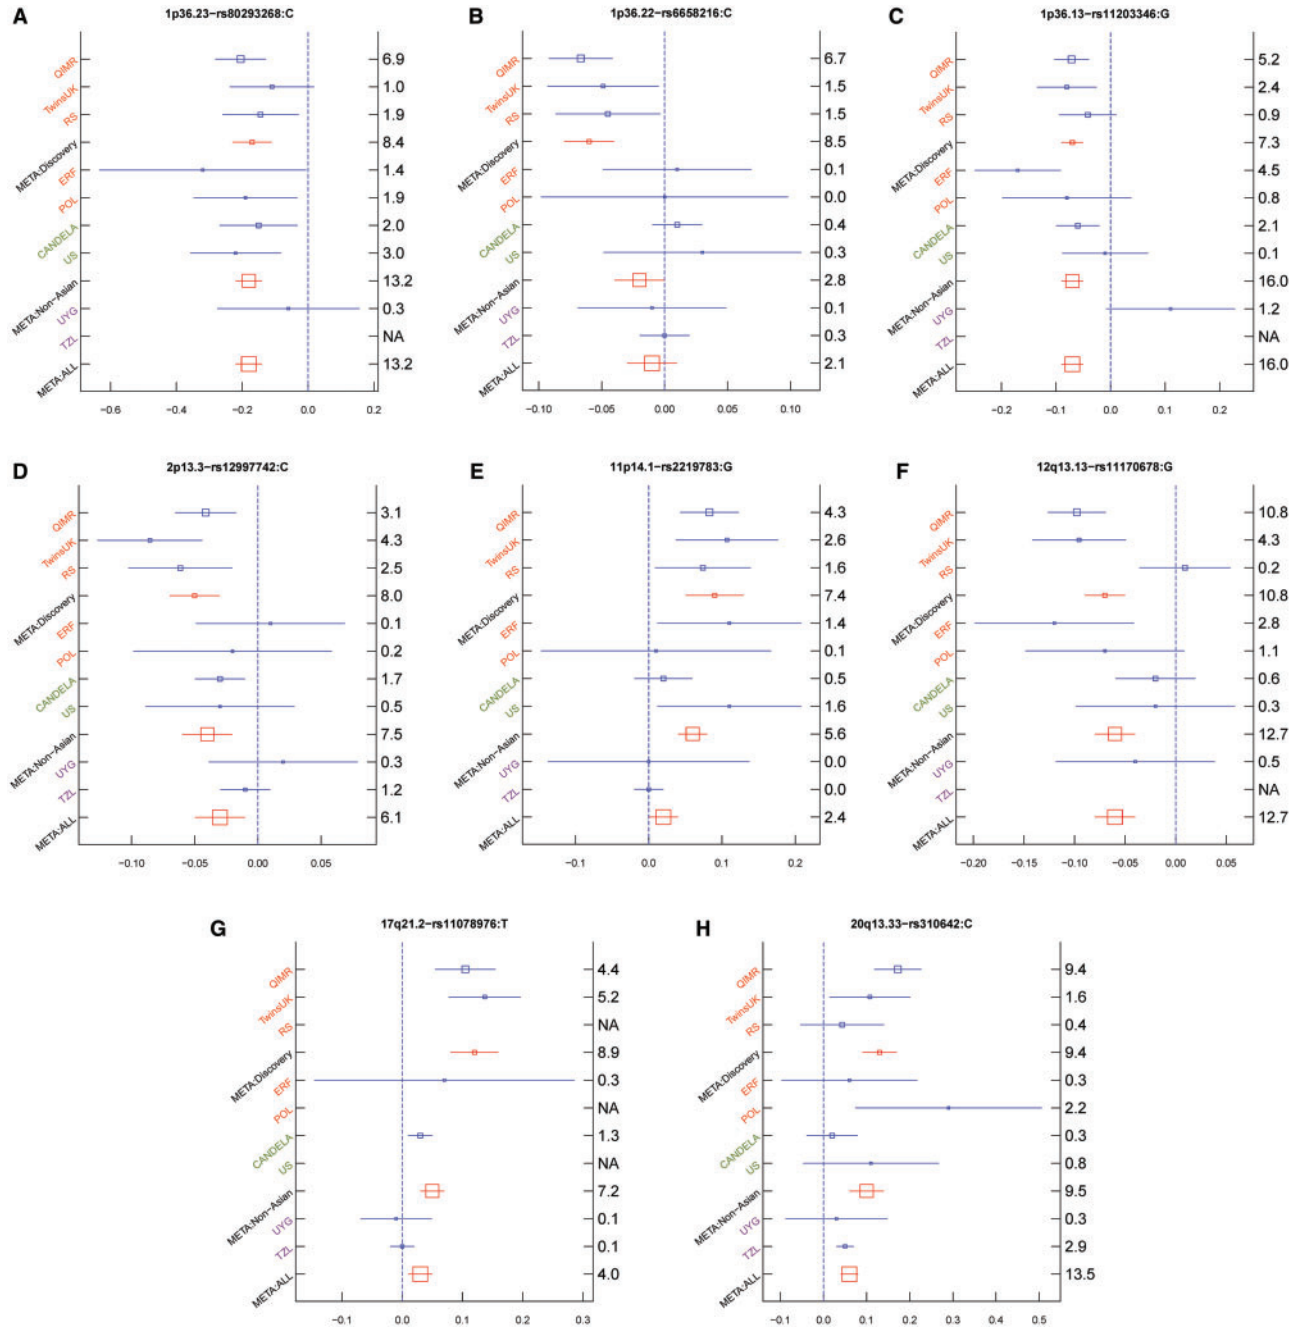 A
1p36.23−rs80293268:C
QIMR 6.9
TwinsUK 1.0
RS 1.9
META:Discovery 8.4
ERF 1.4
POL 1.9
CANDELA 2.0
US 3.0
META:Non−Asian 13.2
UYG 0.3
TZL NA
META:ALL 13.2
−0.6 −0.4 −0.2 0.0 0.2
B
1p36.22−rs6658216:C
QIMR 6.7
TwinsUK 1.5
RS 1.5
META:Discovery 8.5
ERF 0.1
POL 0.0
CANDELA 0.4
US 0.3
META:Non−Asian 2.8
UYG 0.1
TZL 0.3
META:ALL 2.1
−0.10 −0.05 0.00 0.05 0.10
C
1p36.13−rs11203346:G
QIMR 5.2
TwinsUK 2.4
RS 0.9
META:Discovery 7.3
ERF 4.5
POL 0.8
CANDELA 2.1
US 0.1
META:Non−Asian 16.0
UYG 1.2
TZL NA
META:ALL 16.0
−0.2 −0.1 0.0 0.1 0.2
D
2p13.3−rs12997742:C
QIMR 3.1
TwinsUK 4.3
RS 2.5
META:Discovery 8.0
ERF 0.1
POL 0.2
CANDELA 1.7
US 0.5
META:Non−Asian 7.5
UYG 0.3
TZL 1.2
META:ALL 6.1
−0.10 −0.05 0.00 0.05
E
11p14.1−rs2219783:G
QIMR 4.3
TwinsUK 2.6
RS 1.6
META:Discovery 7.4
ERF 1.4
POL 0.1
CANDELA 0.5
US 1.6
META:Non−Asian 5.6
UYG 0.0
TZL 0.0
META:ALL 2.4
−0.1 0.0 0.1 0.2
F
12q13.13−rs11170678:G
QIMR 10.8
TwinsUK 4.3
RS 0.2
META:Discovery 10.8
ERF 2.8
POL 1.1
CANDELA 0.6
US 0.3
META:Non−Asian 12.7
UYG 0.5
TZL NA
META:ALL 12.7
−0.20 −0.15 −0.10 −0.05 0.00 0.05
G
17q21.2−rs11078976:T
QIMR 4.4
TwinsUK 5.2
RS NA
META:Discovery 8.9
ERF 0.3
POL NA
CANDELA 1.3
US NA
META:Non−Asian 7.2
UYG 0.1
TZL 0.1
META:ALL 4.0
−0.1 0.0 0.1 0.2 0.3
H
20q13.33−rs310642:C
QIMR 9.4
TwinsUK 1.6
RS 0.4
META:Discovery 9.4
ERF 0.3
POL 2.2
CANDELA 0.3
US 0.8
META:Non−Asian 9.5
UYG 0.3
TZL 2.9
META:ALL 13.5
0.0 0.1 0.2 0.3 0.4 0.5